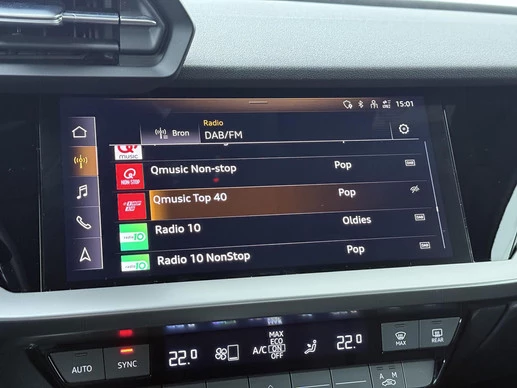 15:01
Radio
Bron
DAB/FM
music
Qmusic Non-stop
Pop
NON-STOP
Qmusic Top 40
Pop
Radio 10
Oldies
Radio 10 NonStop
Pop
AUTO
SYNC
22.0
MAX
ECO
A/C ON
OFF
22.0
MAX
REAR
A M